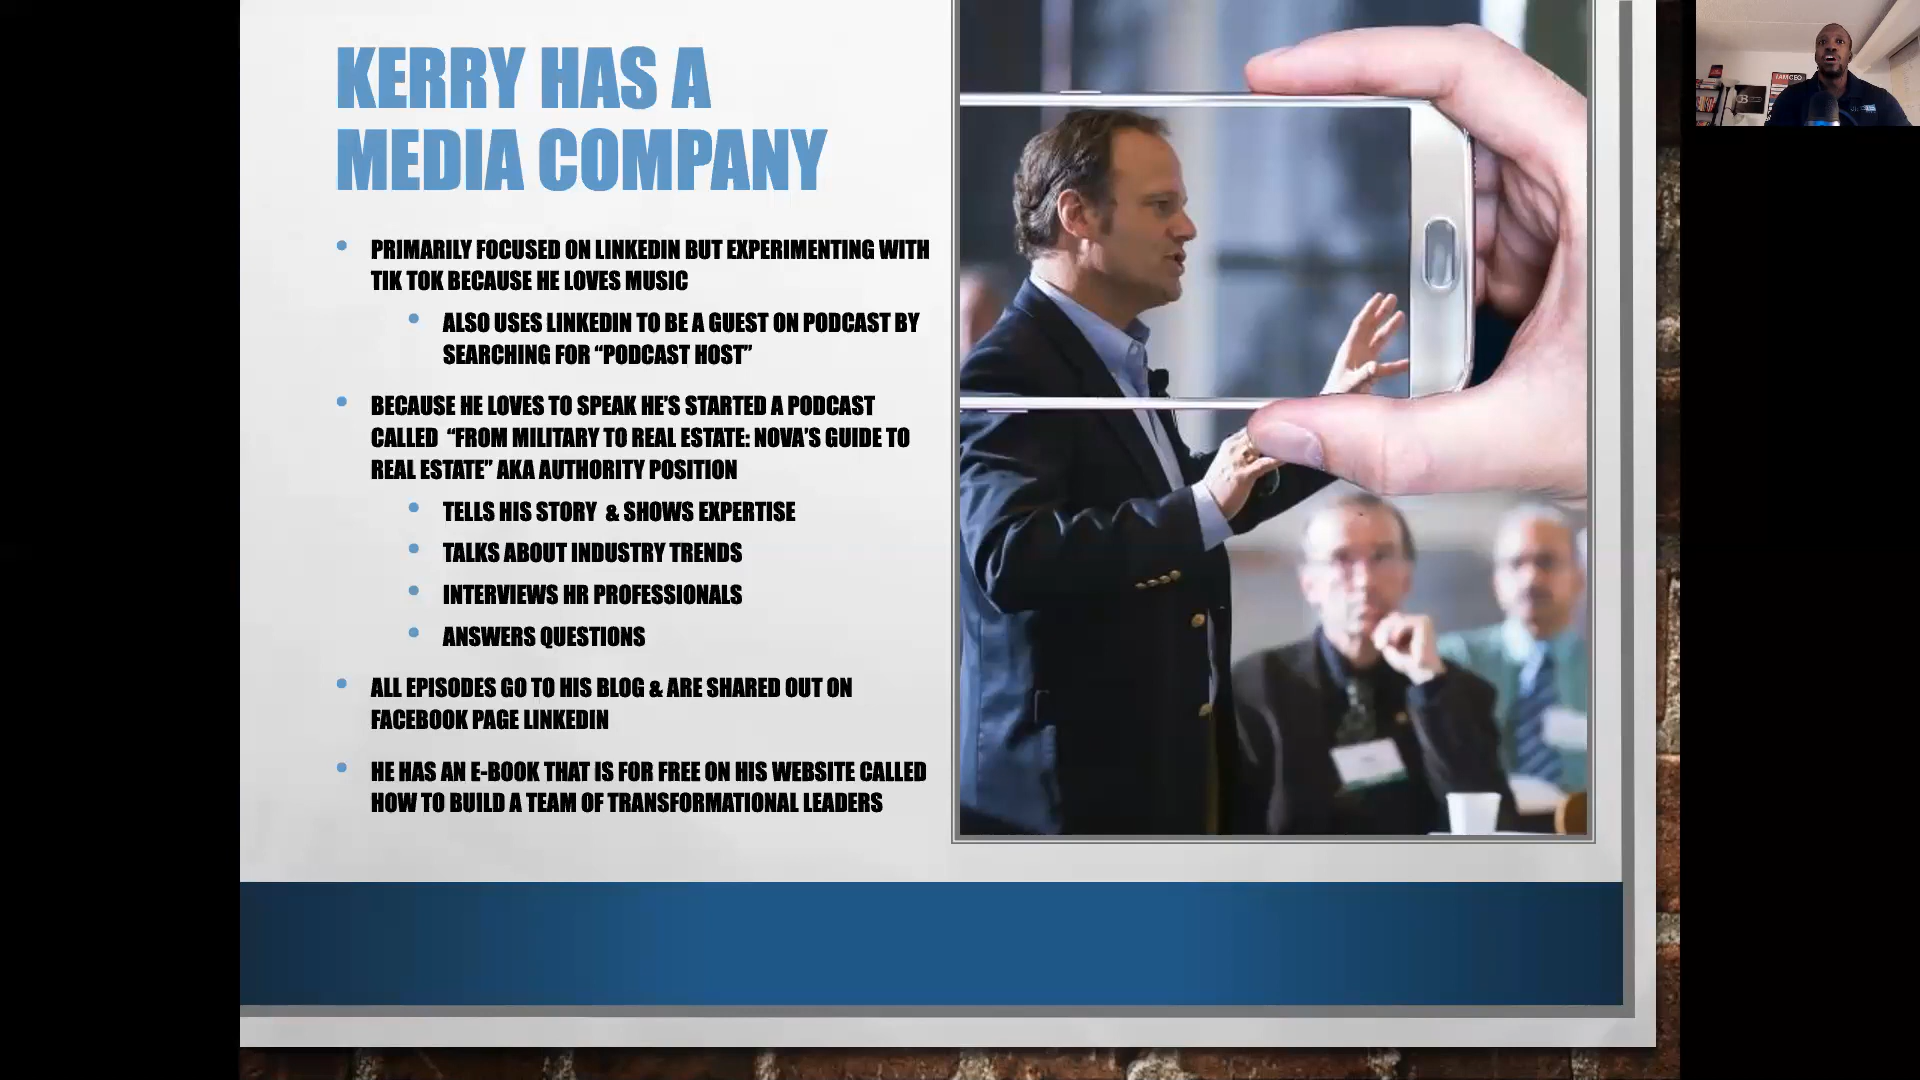 KERRY HAS A
MEDIA COMPANY
PRIMARILY FOCUSED ON LINKEDIN BUT EXPERIMENTING WITH
TIK TOK BECAUSE HE LOVES MUSIC
ALSO USES LINKEDIN TO BE A GUEST ON PODCAST BY
SEARCHING FOR “PODCAST HOST”
BECAUSE HE LOVES TO SPEAK HE’S STARTED A PODCAST
CALLED “FROM MILITARY TO REAL ESTATE: NOVA’S GUIDE TO
REAL ESTATE” AKA AUTHORITY POSITION
TELLS HIS STORY & SHOWS EXPERTISE
TALKS ABOUT INDUSTRY TRENDS
INTERVIEWS HR PROFESSIONALS
ANSWERS QUESTIONS
ALL EPISODES GO TO HIS BLOG & ARE SHARED OUT ON
FACEBOOK PAGE LINKEDIN
HE HAS AN E-BOOK THAT IS FOR FREE ON HIS WEBSITE CALLED
HOW TO BUILD A TEAM OF TRANSFORMATIONAL LEADERS
I AM CEO